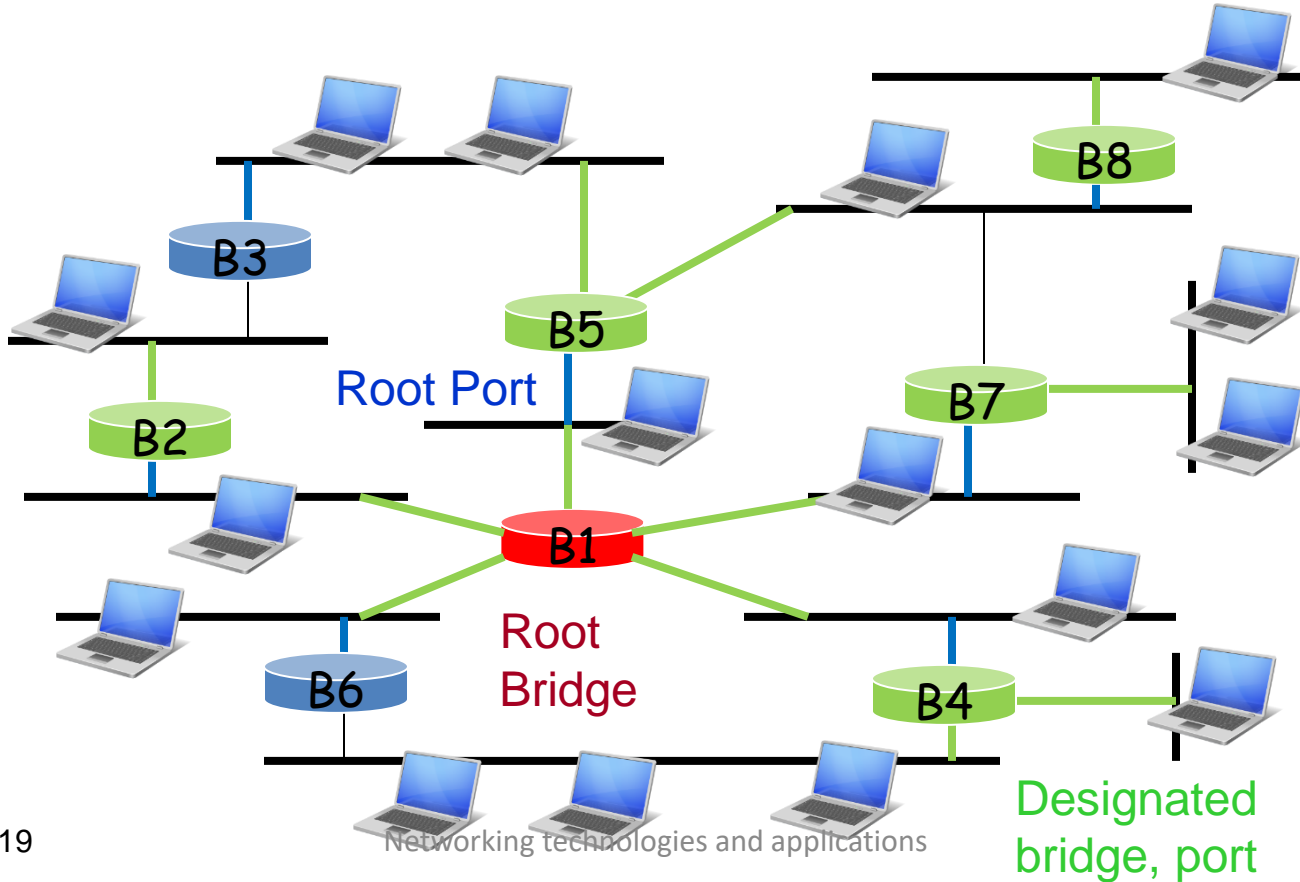 B8
B3
B5
Root Port
B7
B2
B1
Root
Bridge
B6
B4
Designated
bridge, port
19
Networking technologies and applications